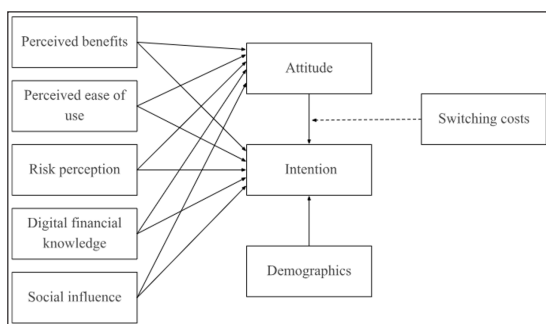 Perceived benefits
Attitude
Perceived ease of
use
Switching costs
Risk perception
Intention
Digital financial
knowledge
Demographics
Social influence